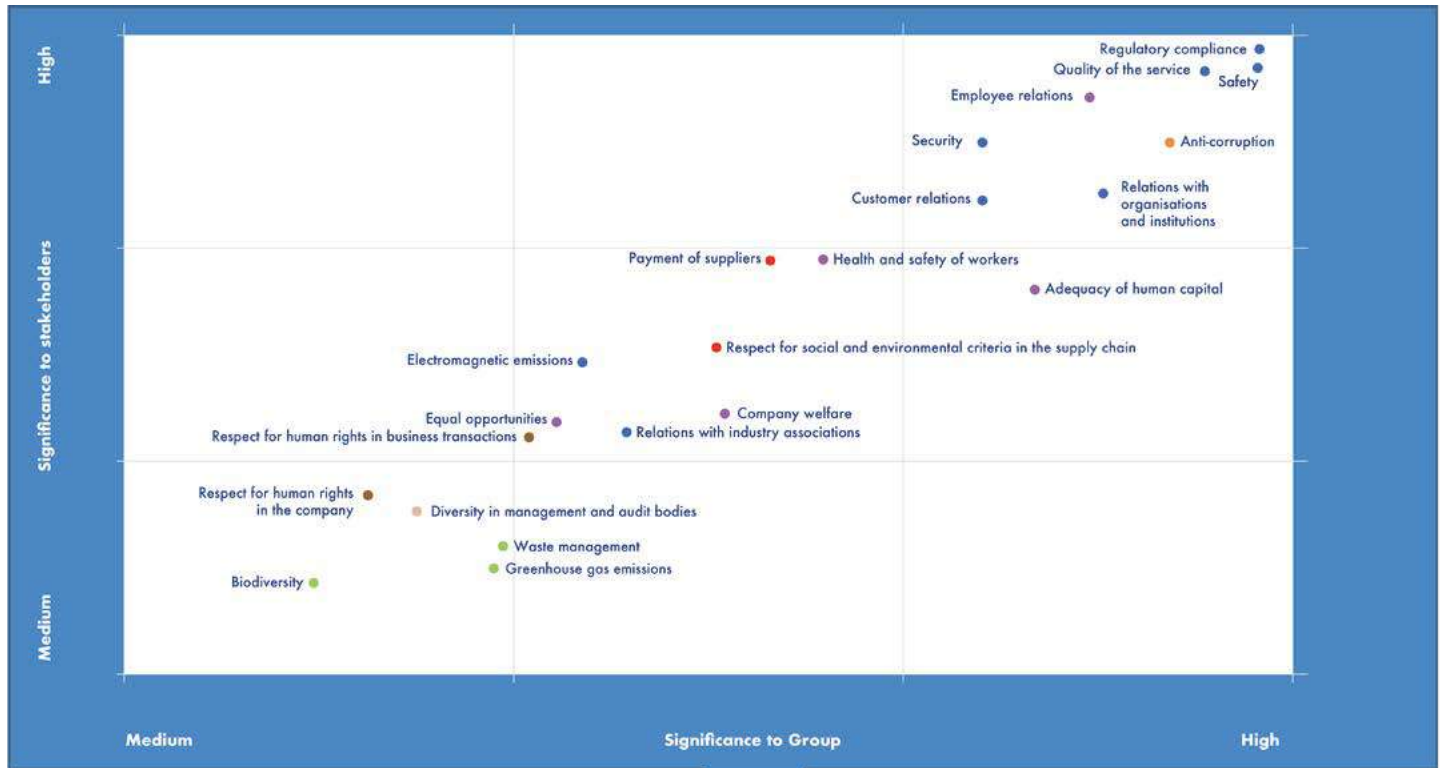 High
Regulatory compliance
Quality of the service
Safety
Employee relations
Security
Anti-corruption
Customer relations
Relations with
organisations
and institutions
Significance to stakeholders
Payment of suppliers
Health and safety of workers
Adequacy of human capital
Respect for social and environmental criteria in the supply chain
Electromagnetic emissions
Company welfare
Equal opportunities
Relations with industry associations
Respect for human rights in business transactions
Respect for human rights
in the company
Diversity in management and audit bodies
Waste management
Greenhouse gas emissions
Biodiversity
Medium
Medium
Significance to Group
High